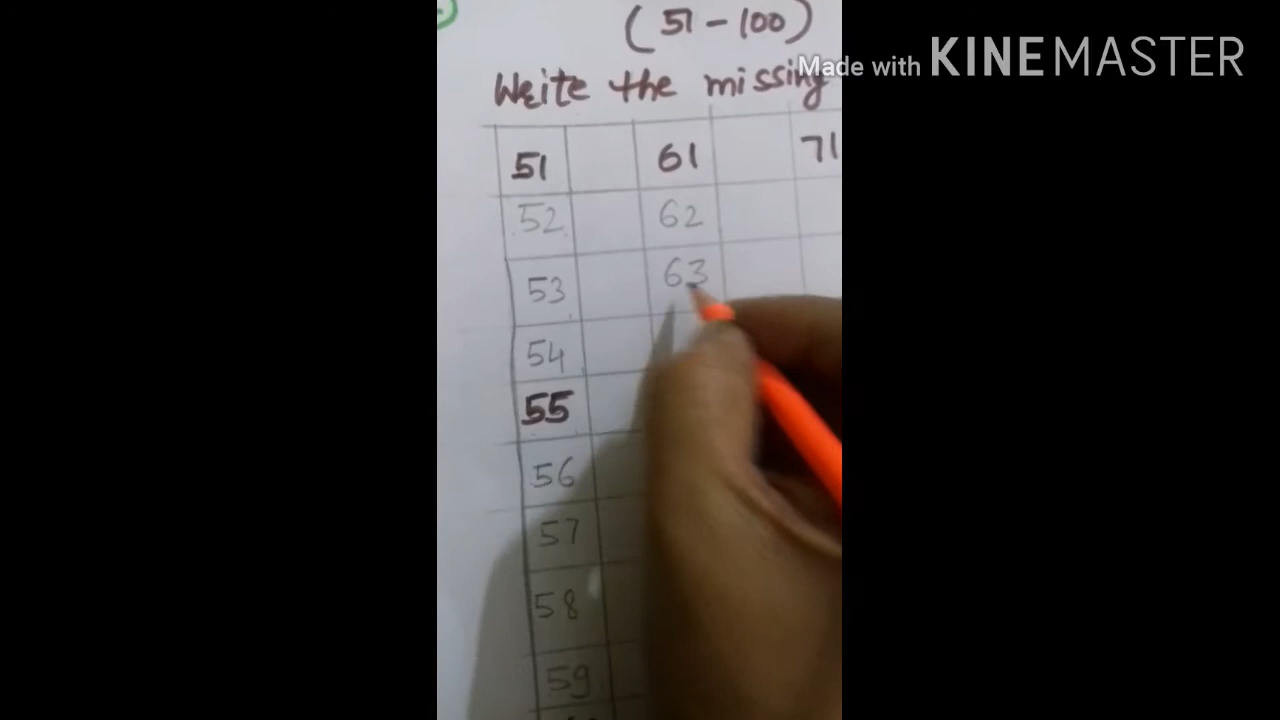 (51 - 100)
Made with KINEMASTER
Write the missing
51 61 71
52 62
53 63
54
55
56
57
58
59